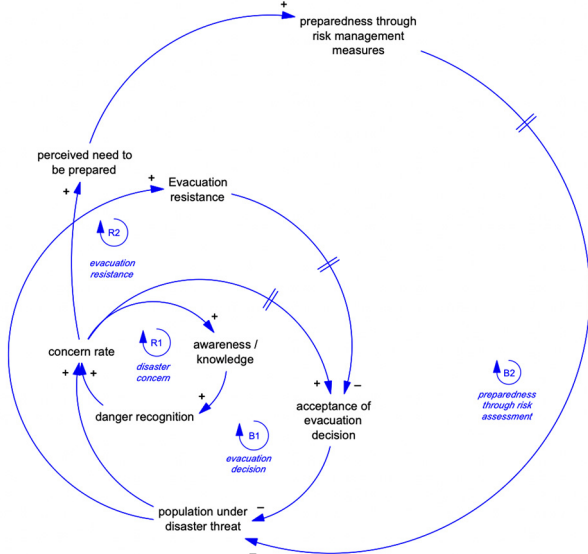 +
preparedness through
risk management
measures
perceived need to
be prepared
+
+
Evacuation
resistance
R2
evacuation
resistance
+
R1
awareness /
knowledge
concern rate
disaster
concern
B2
preparedness
through risk
assessment
+
+
+
–
danger recognition
+
acceptance of
evacuation
decision
B1
evacuation
decision
population under
disaster threat
–
–